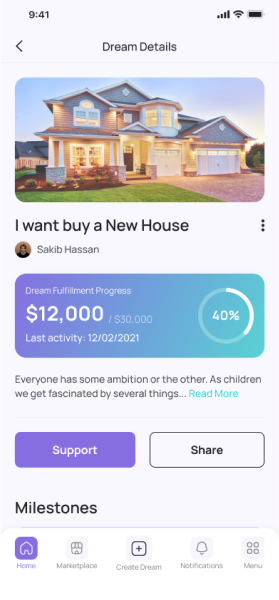 9:41
Dream Details
I want buy a New House
Sakib Hassan
Dream Fulfillment Progress
$12,000 / $30,000
40%
Last activity: 12/02/2021
Everyone has some ambition or the other. As children
we get fascinated by several things... Read More
Support
Share
Milestones
Home
Marketplace
Create Dream
Notifications
Menu